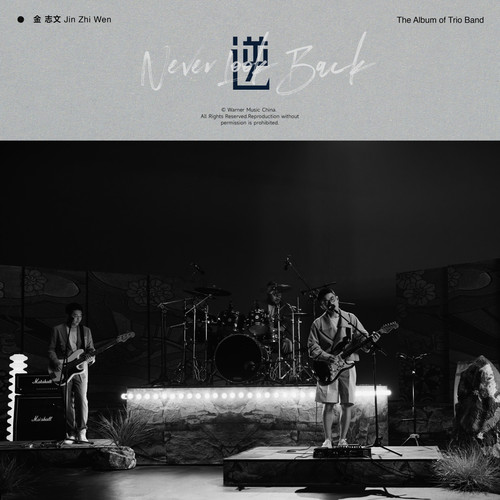 金 志文 Jin Zhi Wen
The Album of Trio Band
逆
Never Look Back
© Warner Music China.
All Rights Reserved.Reproduction without
permission is prohibited.
Marshall
Marshall